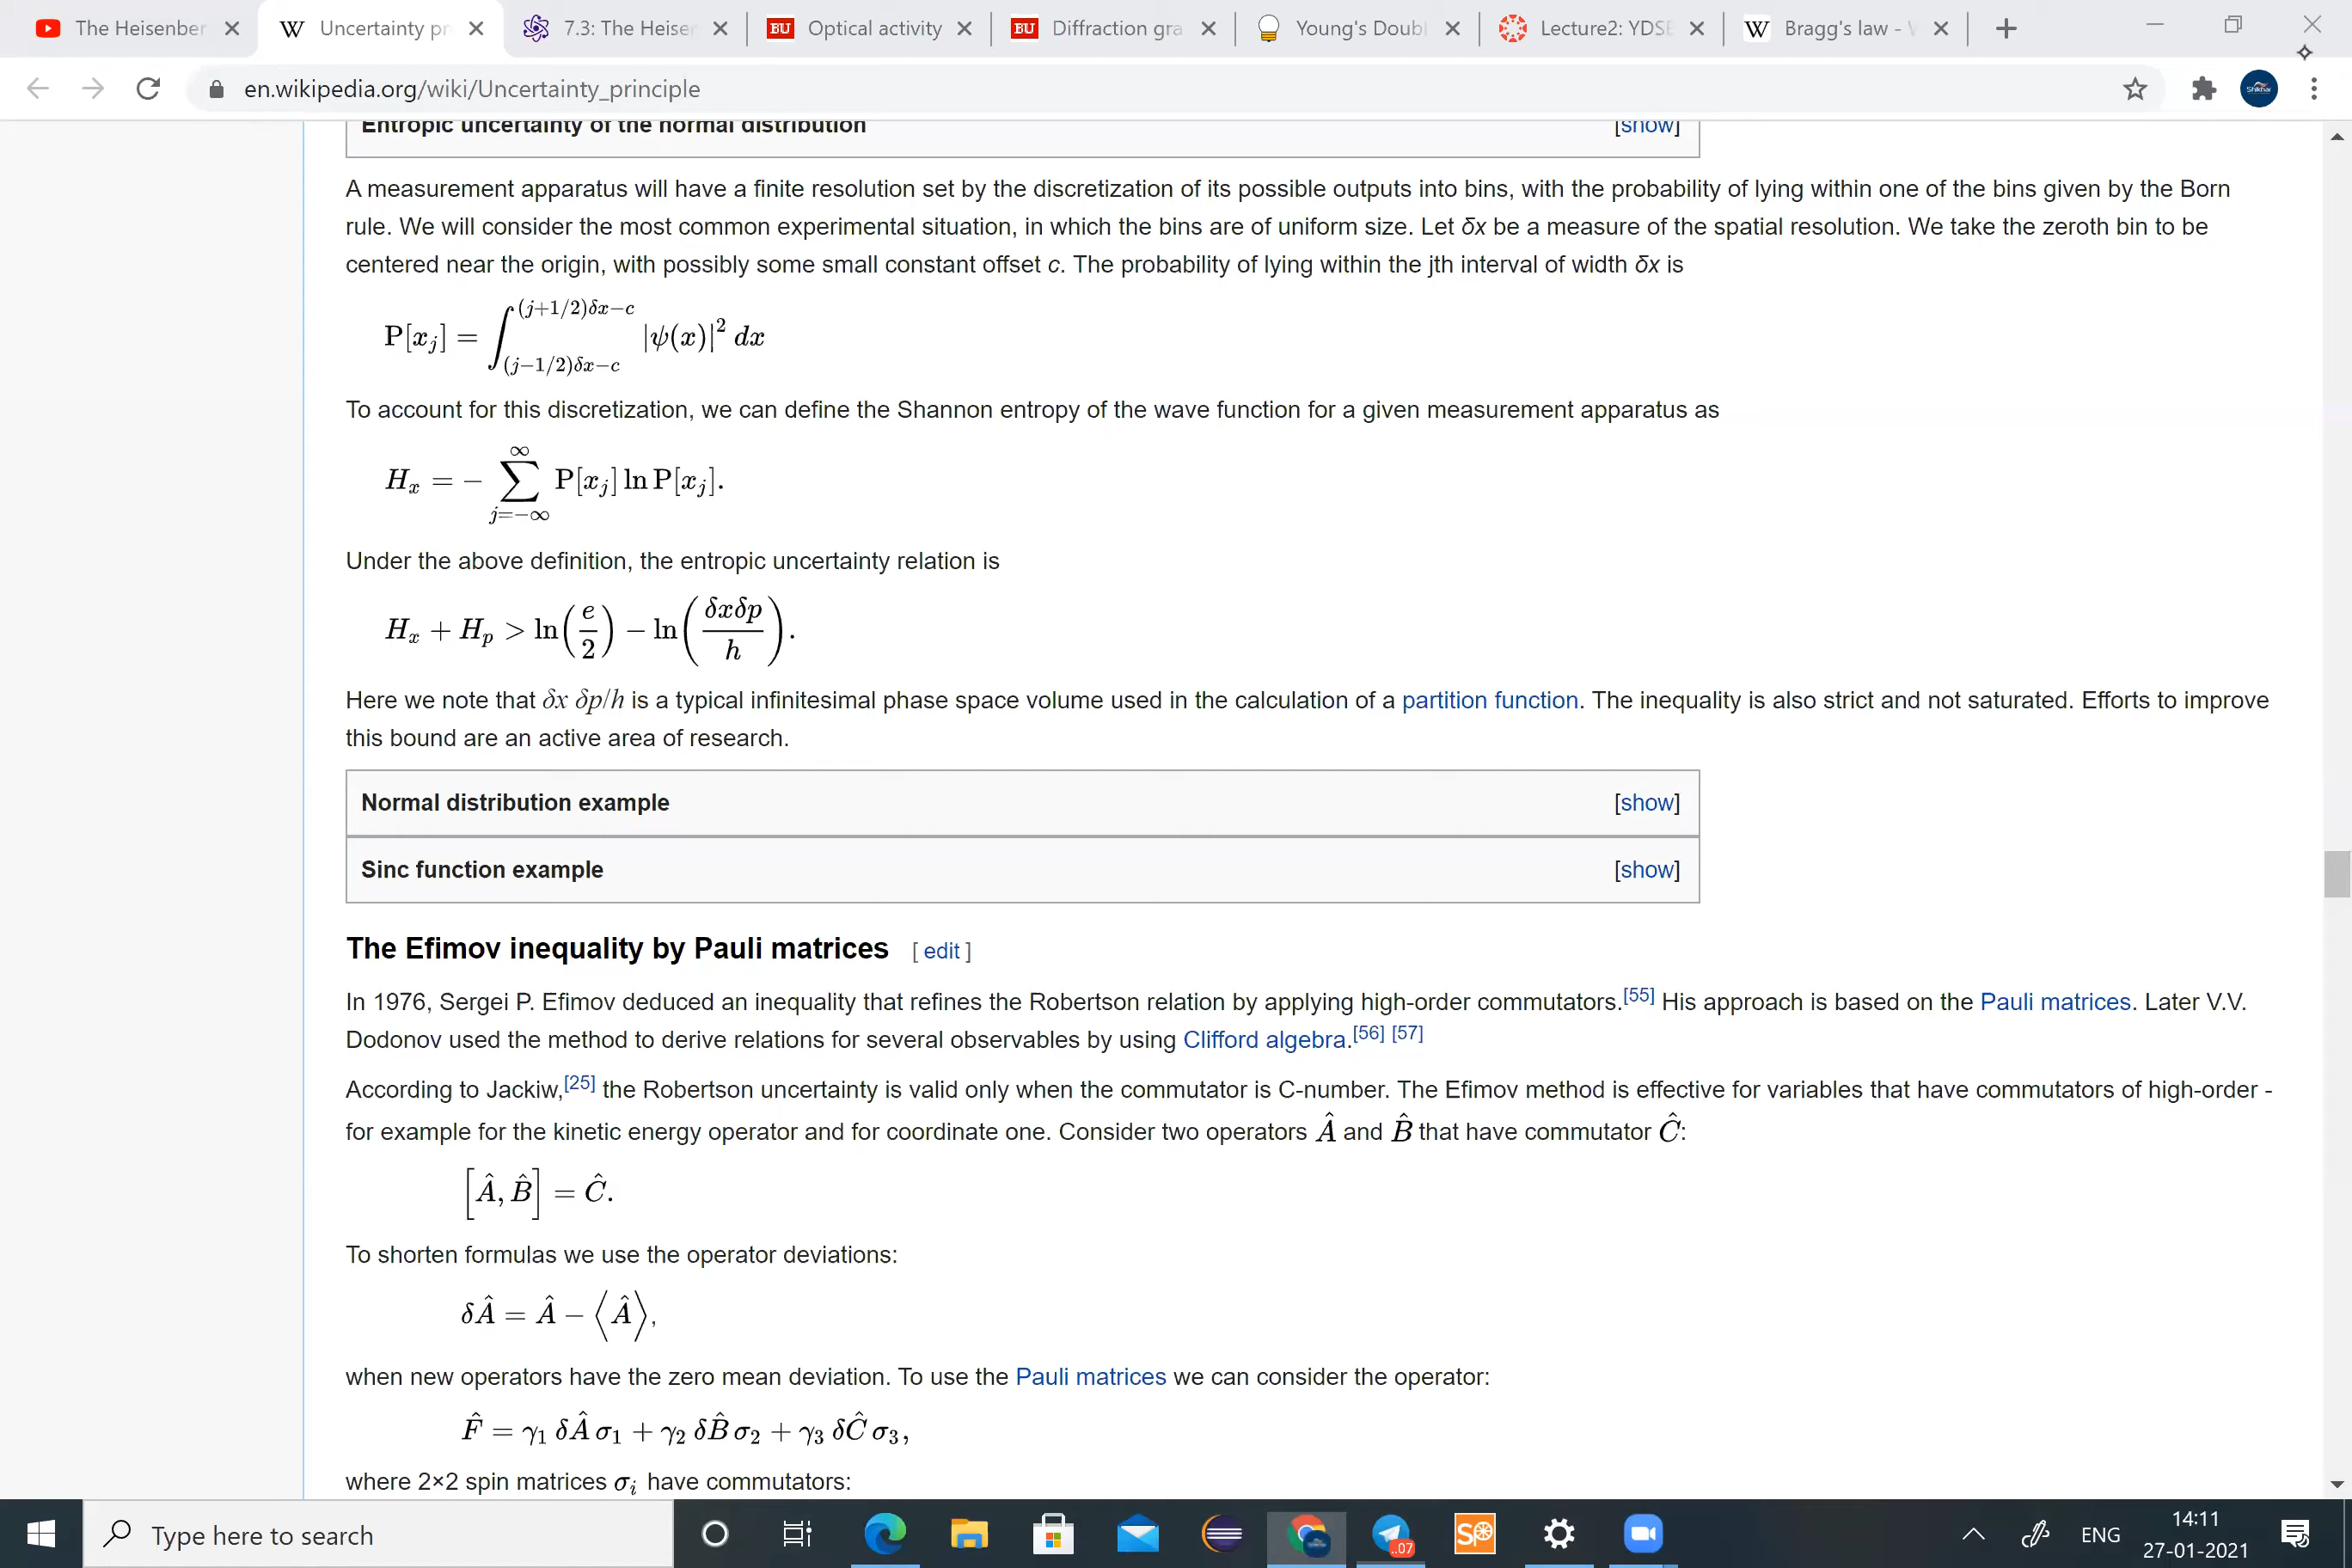 The Heisenber
Uncertainty pr
7.3: The Heiser
BU Optical activity
BU Diffraction gra
Young's Doubl
Lecture2: YDSE
W Bragg's law - W
en.wikipedia.org/wiki/Uncertainty_principle
Shikhar
Entropic uncertainty of the normal distribution [show]
A measurement apparatus will have a finite resolution set by the discretization of its possible outputs into bins, with the probability of lying within one of the bins given by the Born
rule. We will consider the most common experimental situation, in which the bins are of uniform size. Let δx be a measure of the spatial resolution. We take the zeroth bin to be
centered near the origin, with possibly some small constant offset c. The probability of lying within the jth interval of width δx is
P[x_j] = ∫_{(j−1/2)δx−c}^{(j+1/2)δx−c} |ψ(x)|² dx
To account for this discretization, we can define the Shannon entropy of the wave function for a given measurement apparatus as
H_x = − ∑_{j=−∞}^{∞} P[x_j] ln P[x_j].
Under the above definition, the entropic uncertainty relation is
H_x + H_p > ln(e/2) − ln(δxδp/h).
Here we note that δx δp/h is a typical infinitesimal phase space volume used in the calculation of a partition function. The inequality is also strict and not saturated. Efforts to improve
this bound are an active area of research.
Normal distribution example [show]
Sinc function example [show]
The Efimov inequality by Pauli matrices [ edit ]
In 1976, Sergei P. Efimov deduced an inequality that refines the Robertson relation by applying high-order commutators.[55] His approach is based on the Pauli matrices. Later V.V.
Dodonov used the method to derive relations for several observables by using Clifford algebra.[56] [57]
According to Jackiw,[25] the Robertson uncertainty is valid only when the commutator is C-number. The Efimov method is effective for variables that have commutators of high-order -
for example for the kinetic energy operator and for coordinate one. Consider two operators Â and B̂ that have commutator Ĉ:
[Â, B̂] = Ĉ.
To shorten formulas we use the operator deviations:
δÂ = Â − ⟨Â⟩,
when new operators have the zero mean deviation. To use the Pauli matrices we can consider the operator:
F̂ = γ₁ δÂ σ₁ + γ₂ δB̂ σ₂ + γ₃ δĈ σ₃,
where 2×2 spin matrices σᵢ have commutators:
Type here to search
..07
SP
ENG
14:11
27-01-2021